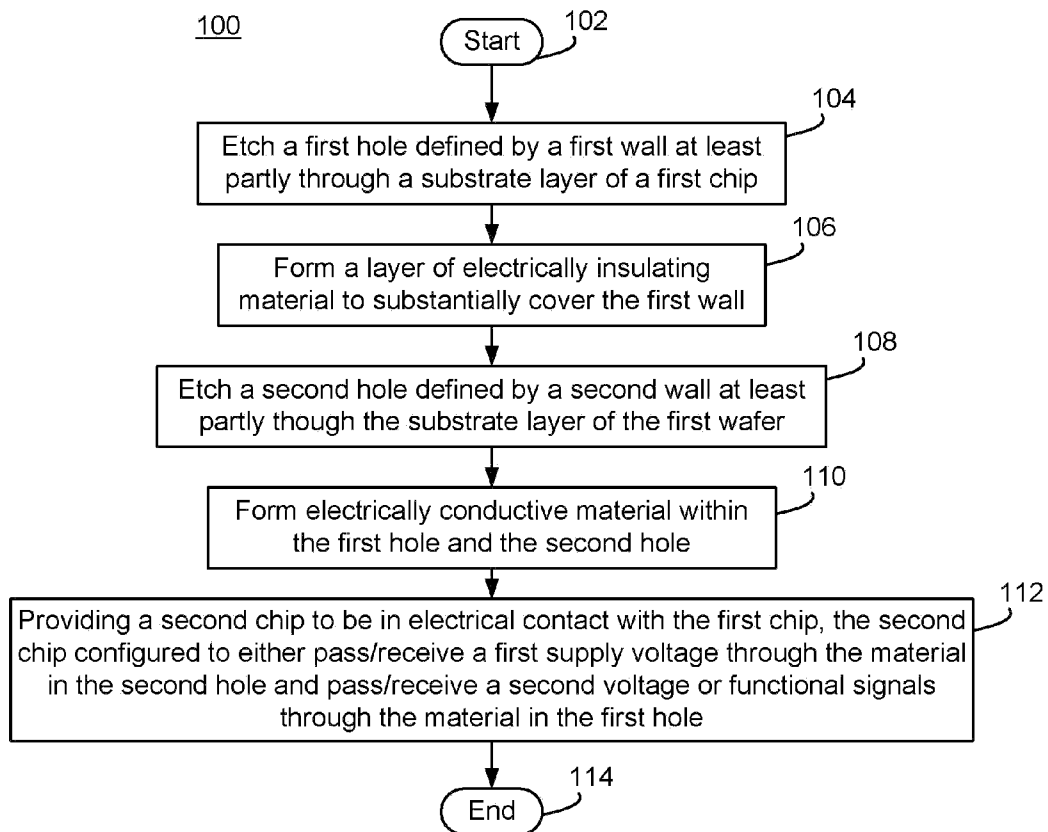 100
Start
102
104
Etch a first hole defined by a first wall at least
partly through a substrate layer of a first chip
106
Form a layer of electrically insulating
material to substantially cover the first wall
108
Etch a second hole defined by a second wall at least
partly though the substrate layer of the first wafer
110
Form electrically conductive material within
the first hole and the second hole
112
Providing a second chip to be in electrical contact with the first chip, the second
chip configured to either pass/receive a first supply voltage through the material
in the second hole and pass/receive a second voltage or functional signals
through the material in the first hole
End
114